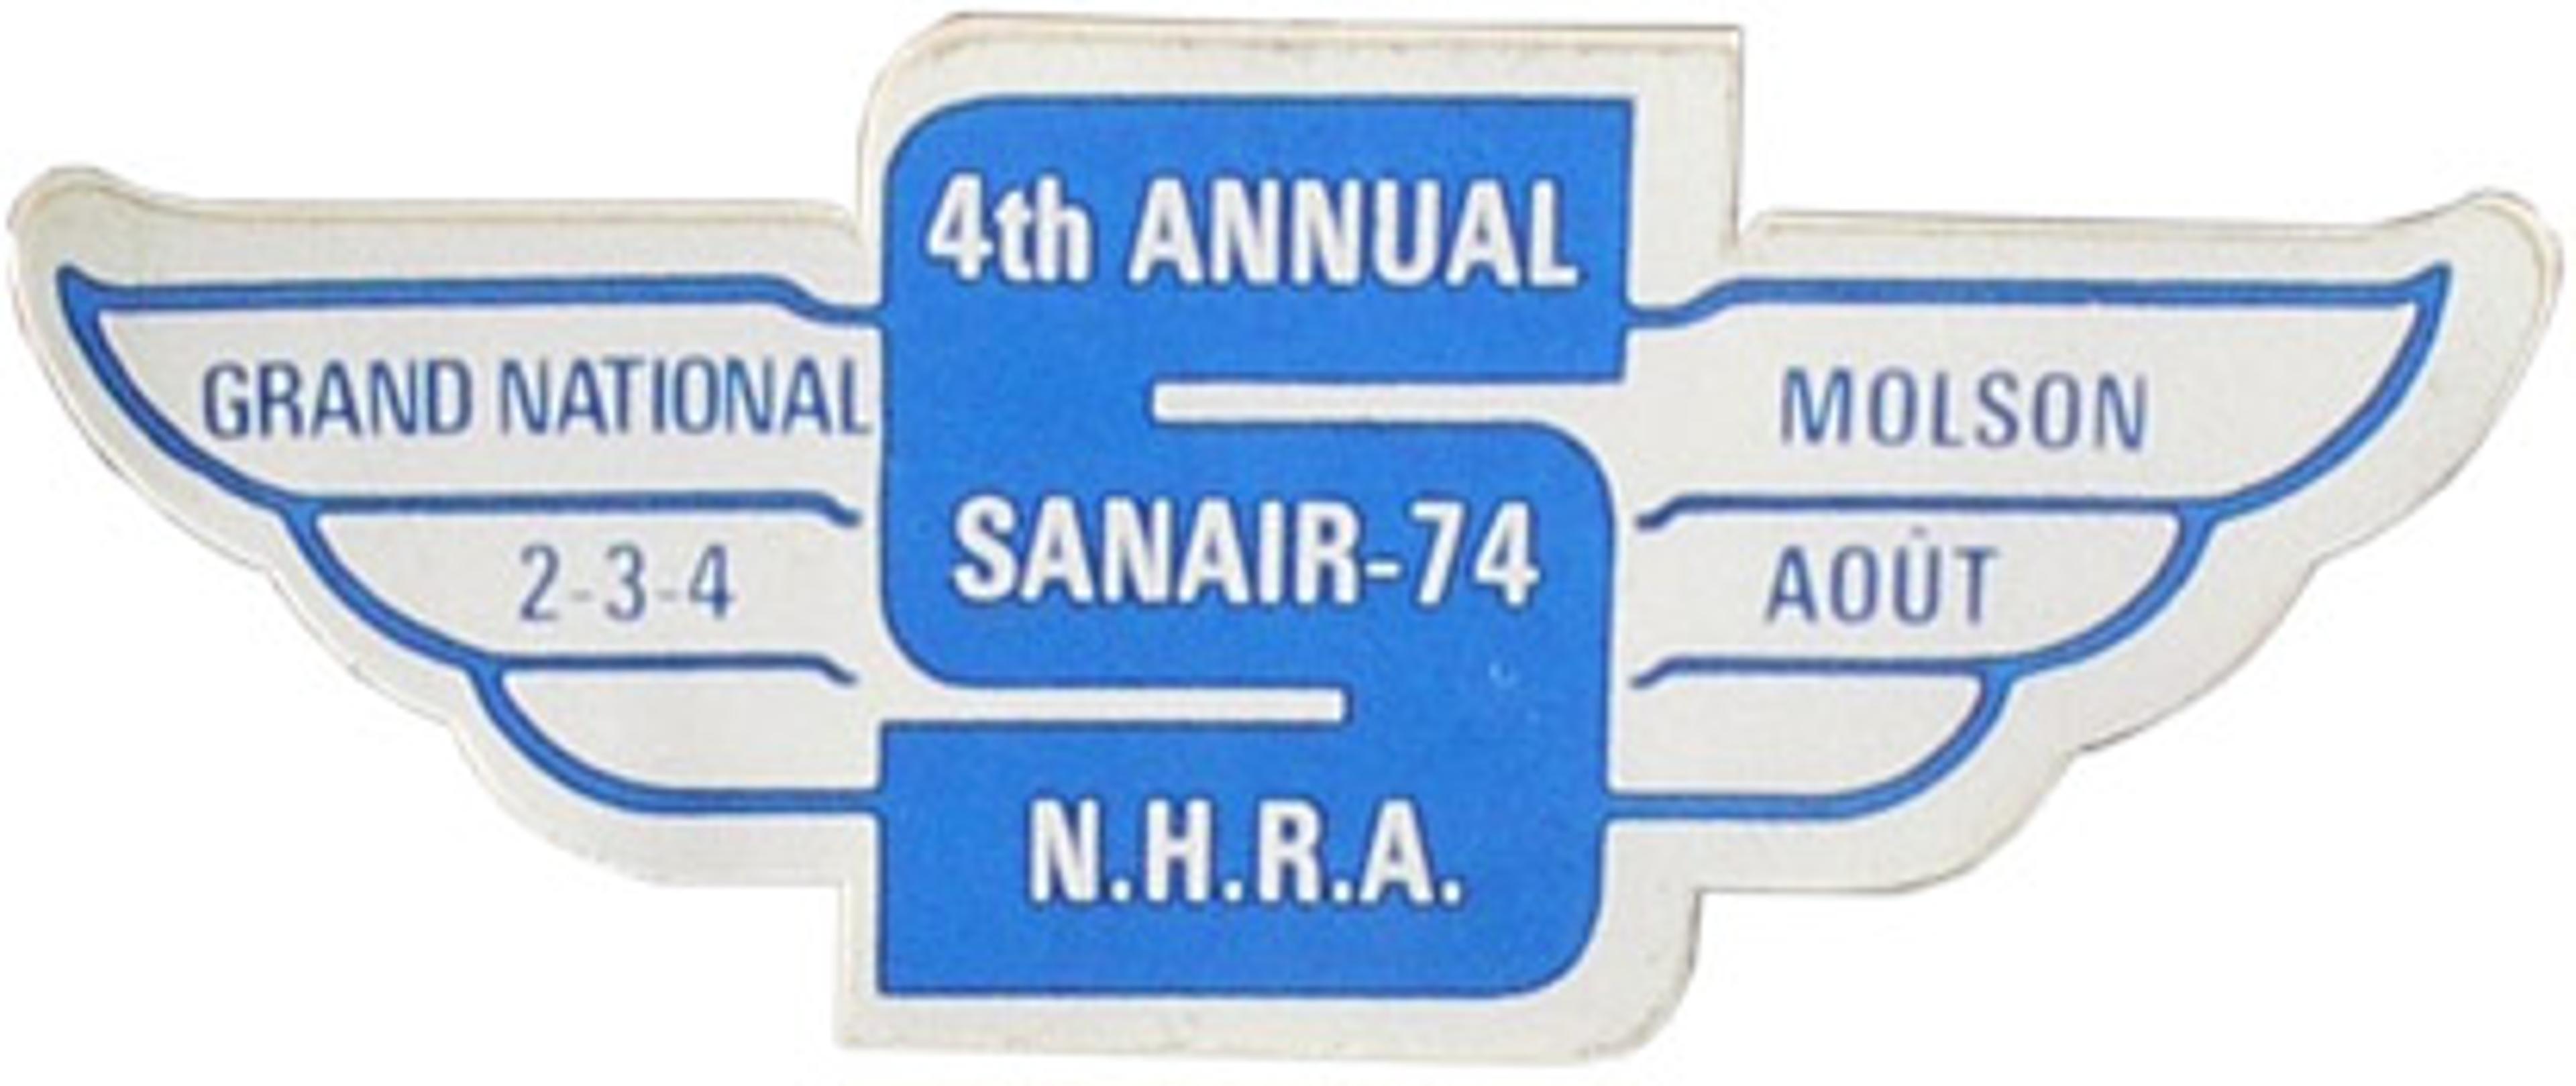 4th ANNUAL
GRAND NATIONAL
MOLSON
SANAIR-74
2-3-4
AOÛT
N.H.R.A.